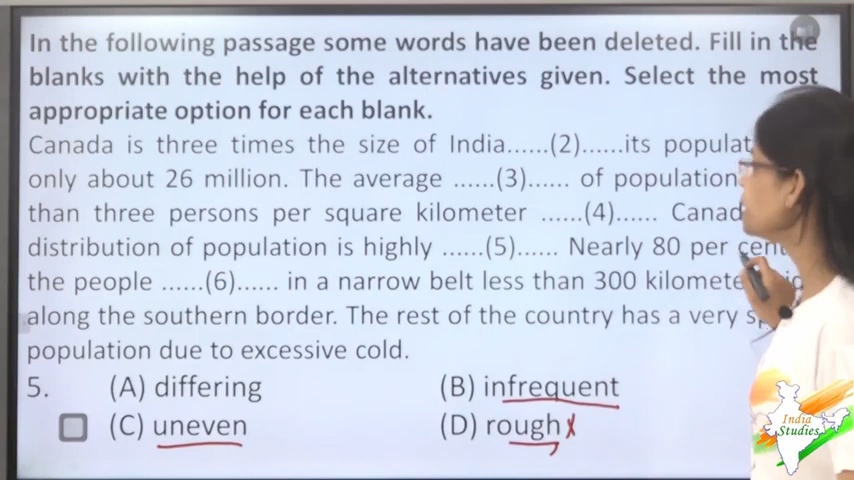 In the following passage some words have been deleted. Fill in the
blanks with the help of the alternatives given. Select the most
appropriate option for each blank.
Canada is three times the size of India......(2)......its populat
only about 26 million. The average ......(3)...... of population
than three persons per square kilometer ......(4)...... Canad
distribution of population is highly ......(5)...... Nearly 80 per cent
the people ......(6)...... in a narrow belt less than 300 kilomete
along the southern border. The rest of the country has a very
population due to excessive cold.
5. (A) differing (B) infrequent
(C) uneven (D) rough x
India
Studies